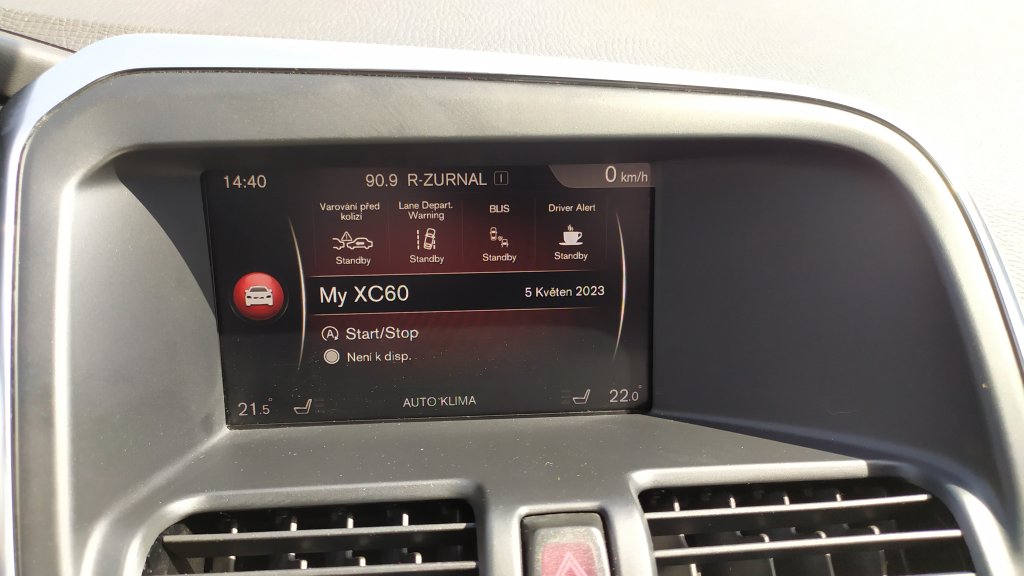 14:40 90.9 R-ZURNAL I 0 km/h
Varování před kolizí
Lane Depart. Warning
BLIS
Driver Alert
Standby Standby Standby Standby
My XC60 5 Květen 2023
A Start/Stop
Není k disp.
21.5° AUTO KLIMA 22.0°